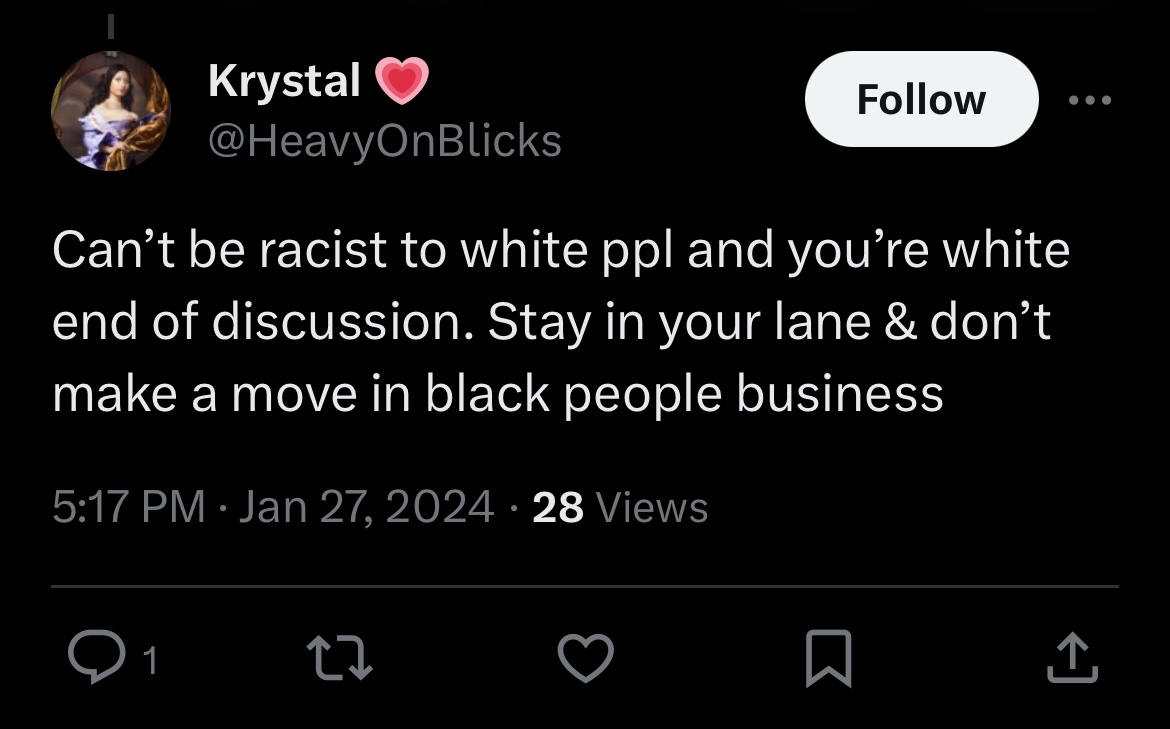 Krystal 💗
@HeavyOnBlicks
Follow
Can’t be racist to white ppl and you’re white
end of discussion. Stay in your lane & don’t
make a move in black people business
5:17 PM · Jan 27, 2024 · 28 Views
1